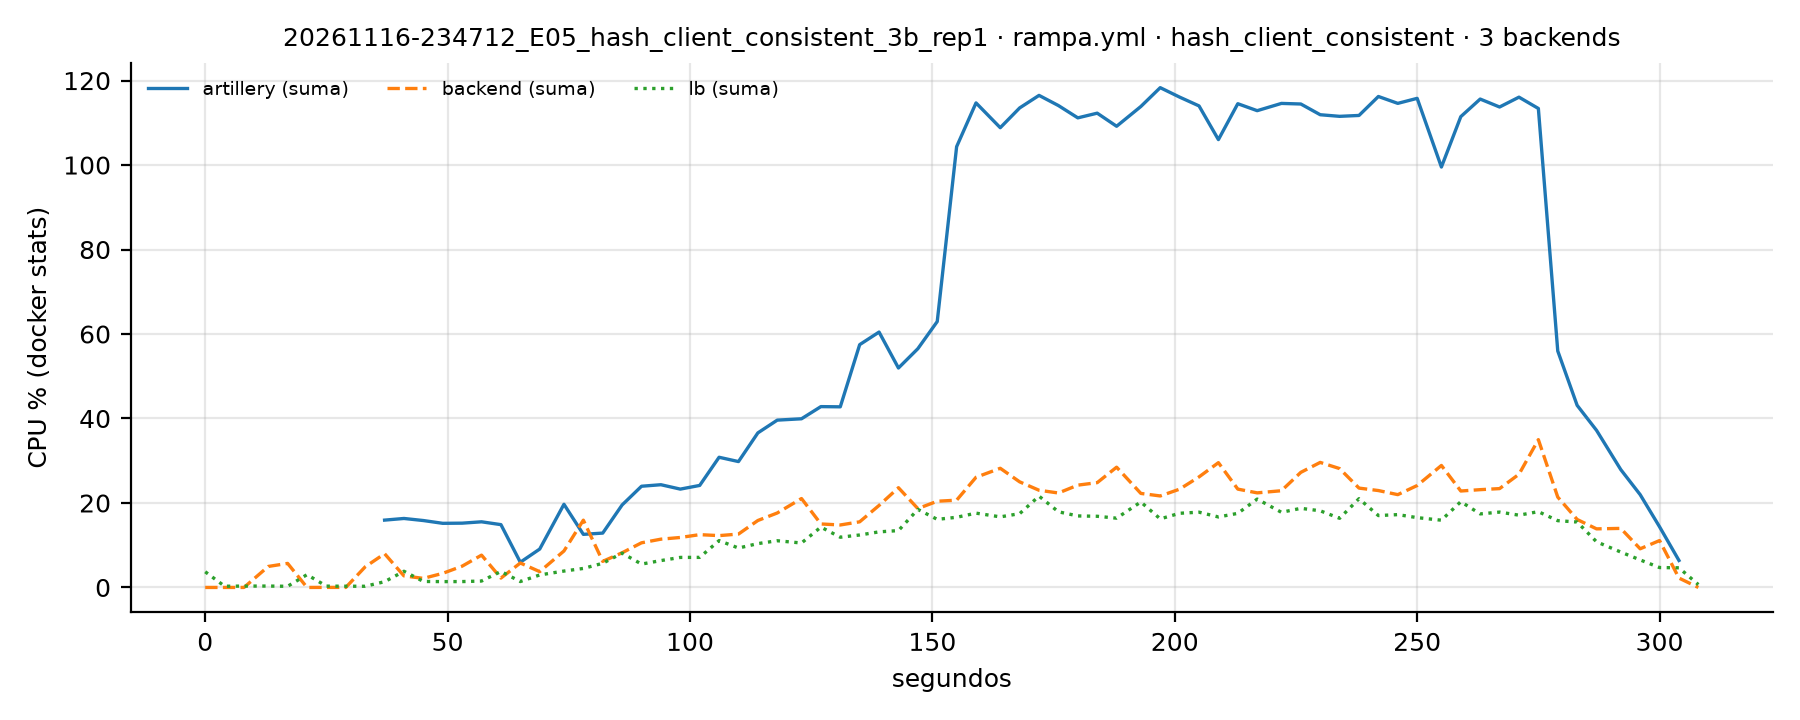 20261116-234712_E05_hash_client_consistent_3b_rep1 · rampa.yml · hash_client_consistent · 3 backends
artillery (suma) backend (suma) lb (suma)
CPU % (docker stats)
120
100
80
60
40
20
0
0 50 100 150 200 250 300
segundos